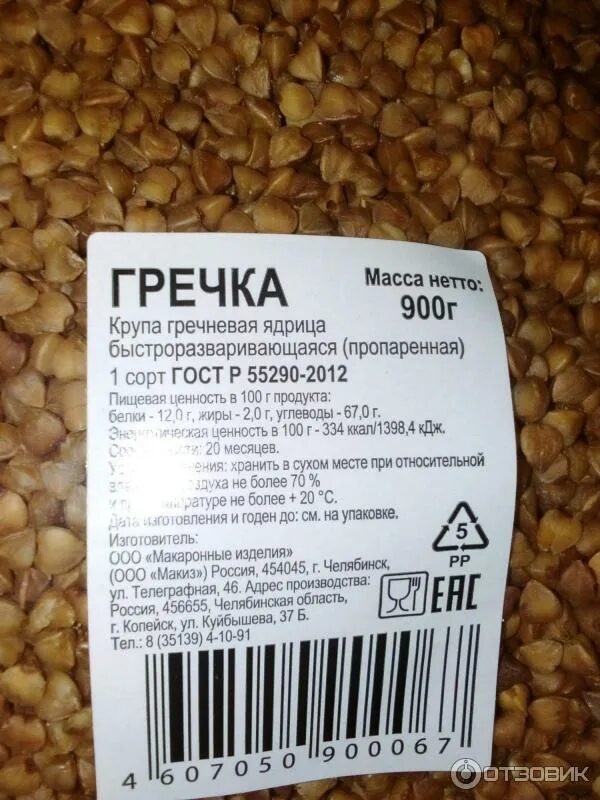 ГРЕЧКА
Масса нетто:
900г
Крупа гречневая ядрица
быстроразваривающаяся (пропаренная)
1 сорт ГОСТ Р 55290-2012
Пищевая ценность в 100 г продукта:
белки - 12,0 г, жиры - 2,0 г, углеводы - 67,0 г.
Энергетическая ценность в 100 г - 334 ккал/1398,4 кДж.
20 месяцев.
хранить в сухом месте при относительной
воздуха не более 70 %
и температуре не более + 20 °С.
Дата изготовления и годен до: см. на упаковке.
Изготовитель:
ООО «Макаронные изделия»
(ООО «Макиз») Россия, 454045, г. Челябинск,
ул. Телеграфная, 46. Адрес производства:
Россия, 456655, Челябинская область,
г. Копейск, ул. Куйбышева, 37 Б.
Тел.: 8 (35139) 4-10-91
5
PP
EAC
4 607050 900067
ОТЗОВИК